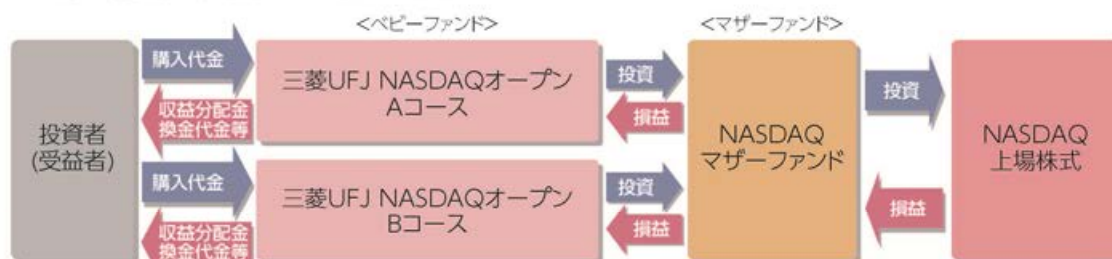 <ベビーファンド>
<マザーファンド>
投資者
(受益者)
購入代金
収益分配金
換金代金等
三菱UFJ NASDAQオープン
Aコース
投資
損益
購入代金
収益分配金
換金代金等
三菱UFJ NASDAQオープン
Bコース
投資
損益
NASDAQ
マザーファンド
投資
損益
NASDAQ
上場株式